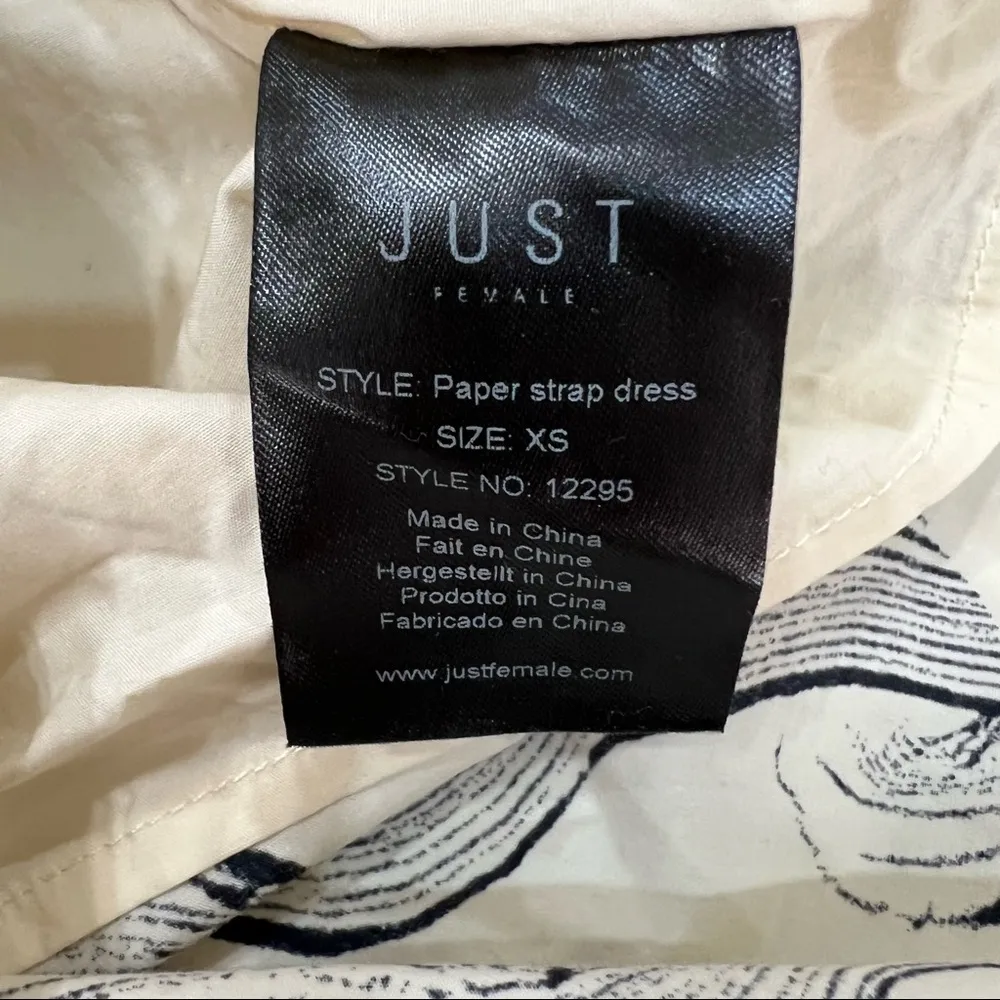 JUST
FEMALE
STYLE: Paper strap dress
SIZE: XS
STYLE NO: 12295
Made in China
Fait en Chine
Hergestellt in China
Prodotto in Cina
Fabricado en China
www.justfemale.com